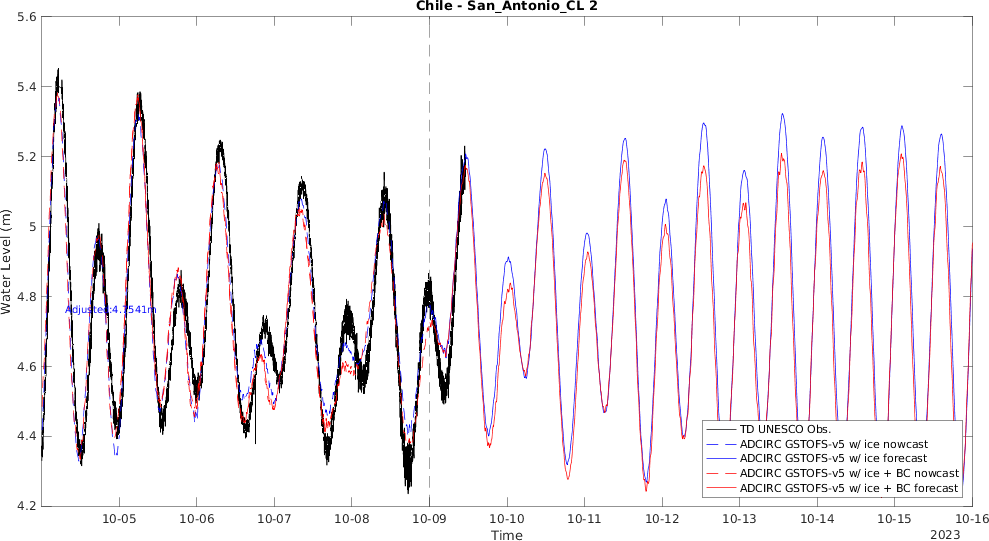 Chile - San_Antonio_CL 2
5.6
5.4
5.2
5
4.8
4.6
4.4
4.2
Water Level (m)
Adjusted:4.7541m
TD UNESCO Obs.
ADCIRC GSTOFS-v5 w/ ice nowcast
ADCIRC GSTOFS-v5 w/ ice forecast
ADCIRC GSTOFS-v5 w/ ice + BC nowcast
ADCIRC GSTOFS-v5 w/ ice + BC forecast
10-05 10-06 10-07 10-08 10-09 10-10 10-11 10-12 10-13 10-14 10-15 10-16
Time
2023